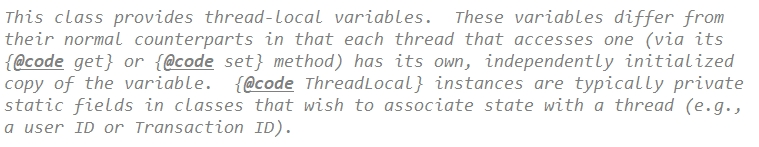 This class provides thread-local variables.  These variables differ from
their normal counterparts in that each thread that accesses one (via its
{@code get} or {@code set} method) has its own, independently initialized
copy of the variable.  {@code ThreadLocal} instances are typically private
static fields in classes that wish to associate state with a thread (e.g.,
a user ID or Transaction ID).